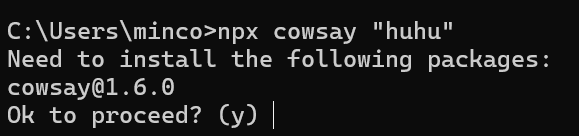 C:\Users\minco>npx cowsay "huhu"
Need to install the following packages:
cowsay@1.6.0
Ok to proceed? (y)